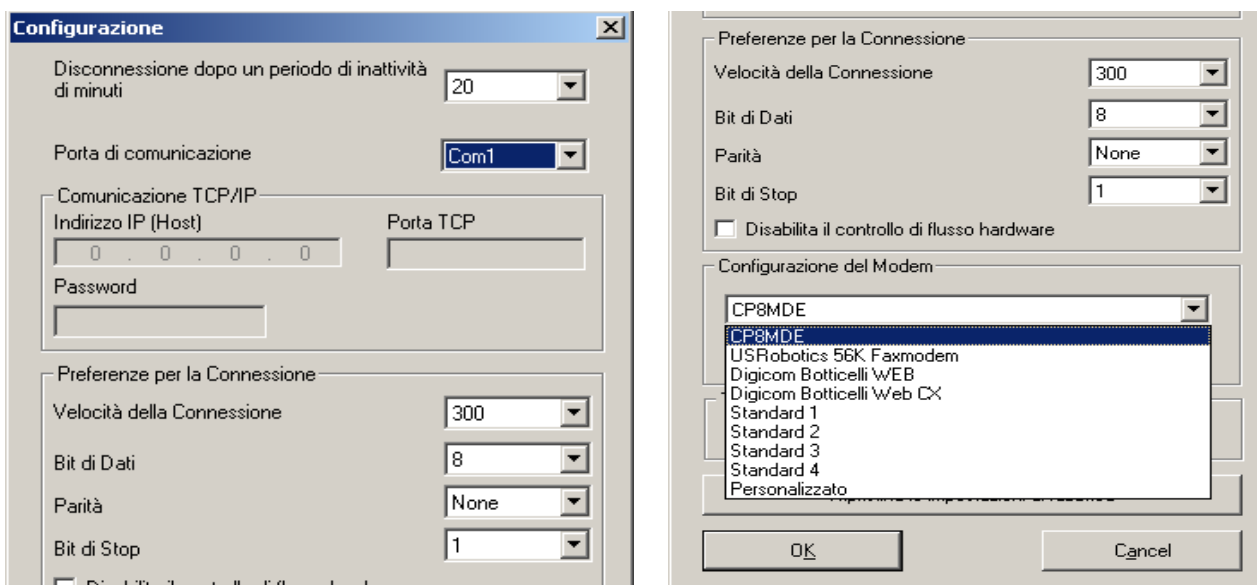 Configurazione
Disconnessione dopo un periodo di inattività
di minuti
20
Porta di comunicazione
Com1
Comunicazione TCP/IP
Indirizzo IP (Host)
Porta TCP
0 . 0 . 0 . 0
Password
Preferenze per la Connessione
Velocità della Connessione
300
Bit di Dati
8
Parità
None
Bit di Stop
1
Preferenze per la Connessione
Velocità della Connessione
300
Bit di Dati
8
Parità
None
Bit di Stop
1
Disabilita il controllo di flusso hardware
Configurazione del Modem
CP8MDE
CP8MDE
USRobotics 56K Faxmodem
Digicom Botticelli WEB
Digicom Botticelli Web CX
Standard 1
Standard 2
Standard 3
Standard 4
Personalizzato
OK
Cancel